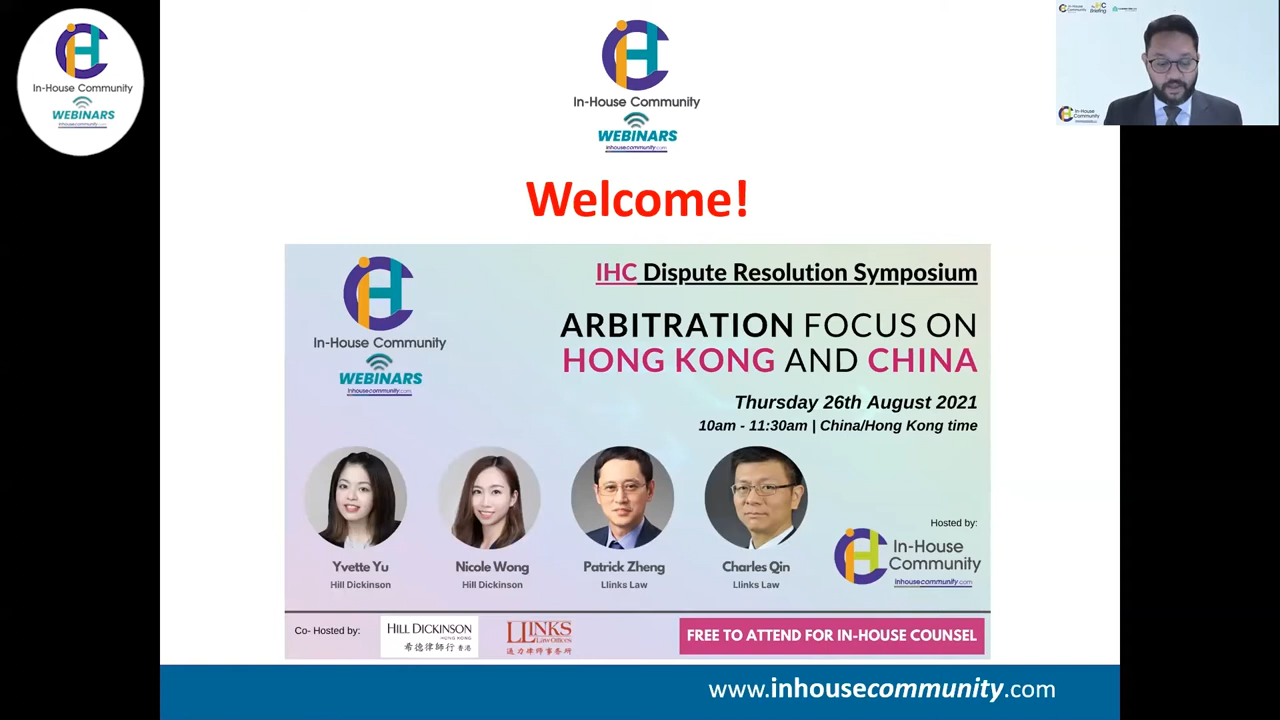 In-House Community
WEBINARS
inhousecommunity.com
In-House Community
WEBINARS
inhousecommunity.com
In-House
Community
Welcome!
In-House Community
WEBINARS
inhousecommunity.com
IHC Dispute Resolution Symposium
ARBITRATION FOCUS ON
HONG KONG AND CHINA
Thursday 26th August 2021
10am - 11:30am | China/Hong Kong time
Yvette Yu
Hill Dickinson
Nicole Wong
Hill Dickinson
Patrick Zheng
Llinks Law
Charles Qin
Llinks Law
Hosted by:
In-House
Community
inhousecommunity.com
Co- Hosted by:
HILL DICKINSON
HONG KONG
希德律師行 香港
LLINKS
Law Offices
通力律师事务所
FREE TO ATTEND FOR IN-HOUSE COUNSEL
www.inhousecommunity.com